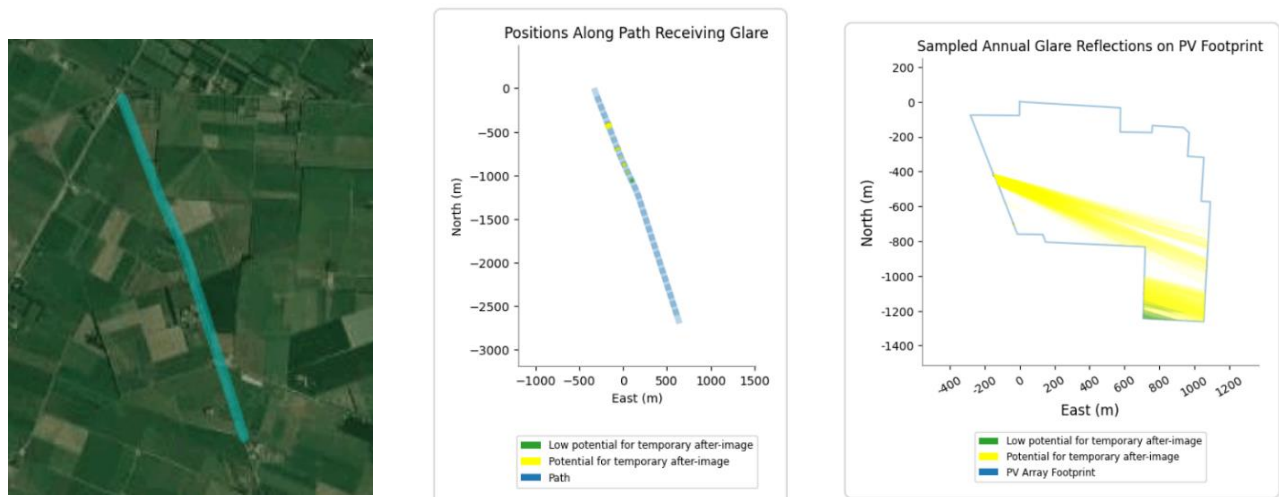 Positions Along Path Receiving Glare
0
−500
−1000
−1500
−2000
−2500
−3000
North (m)
−1000 −500 0 500 1000 1500
East (m)
Low potential for temporary after-image
Potential for temporary after-image
Path
Sampled Annual Glare Reflections on PV Footprint
200
0
-200
-400
-600
-800
-1000
-1200
-1400
North (m)
-400 -200 0 200 400 600 800 1000 1200
East (m)
Low potential for temporary after-image
Potential for temporary after-image
PV Array Footprint